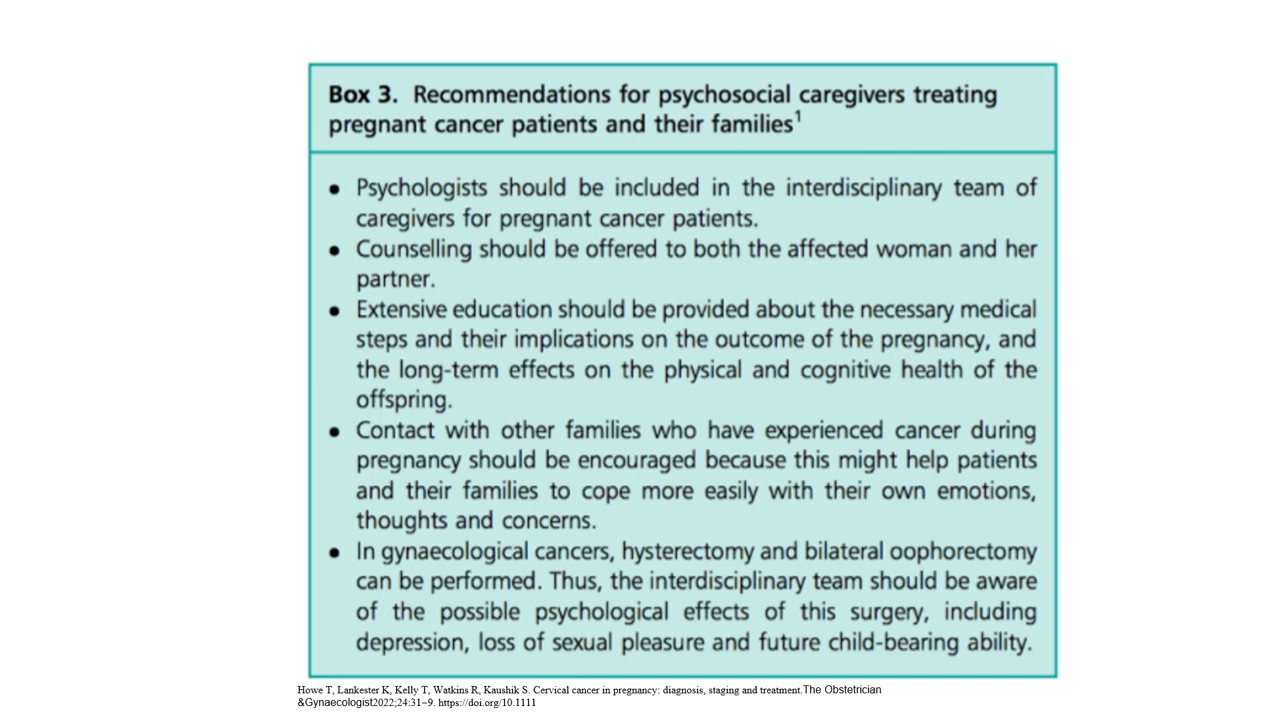 Box 3. Recommendations for psychosocial caregivers treating
pregnant cancer patients and their families¹
• Psychologists should be included in the interdisciplinary team of
caregivers for pregnant cancer patients.
• Counselling should be offered to both the affected woman and her
partner.
• Extensive education should be provided about the necessary medical
steps and their implications on the outcome of the pregnancy, and
the long-term effects on the physical and cognitive health of the
offspring.
• Contact with other families who have experienced cancer during
pregnancy should be encouraged because this might help patients
and their families to cope more easily with their own emotions,
thoughts and concerns.
• In gynaecological cancers, hysterectomy and bilateral oophorectomy
can be performed. Thus, the interdisciplinary team should be aware
of the possible psychological effects of this surgery, including
depression, loss of sexual pleasure and future child-bearing ability.
Howe T, Lankester K, Kelly T, Watkins R, Kaushik S. Cervical cancer in pregnancy: diagnosis, staging and treatment.The Obstetrician
&Gynaecologist2022;24:31–9. https://doi.org/10.1111